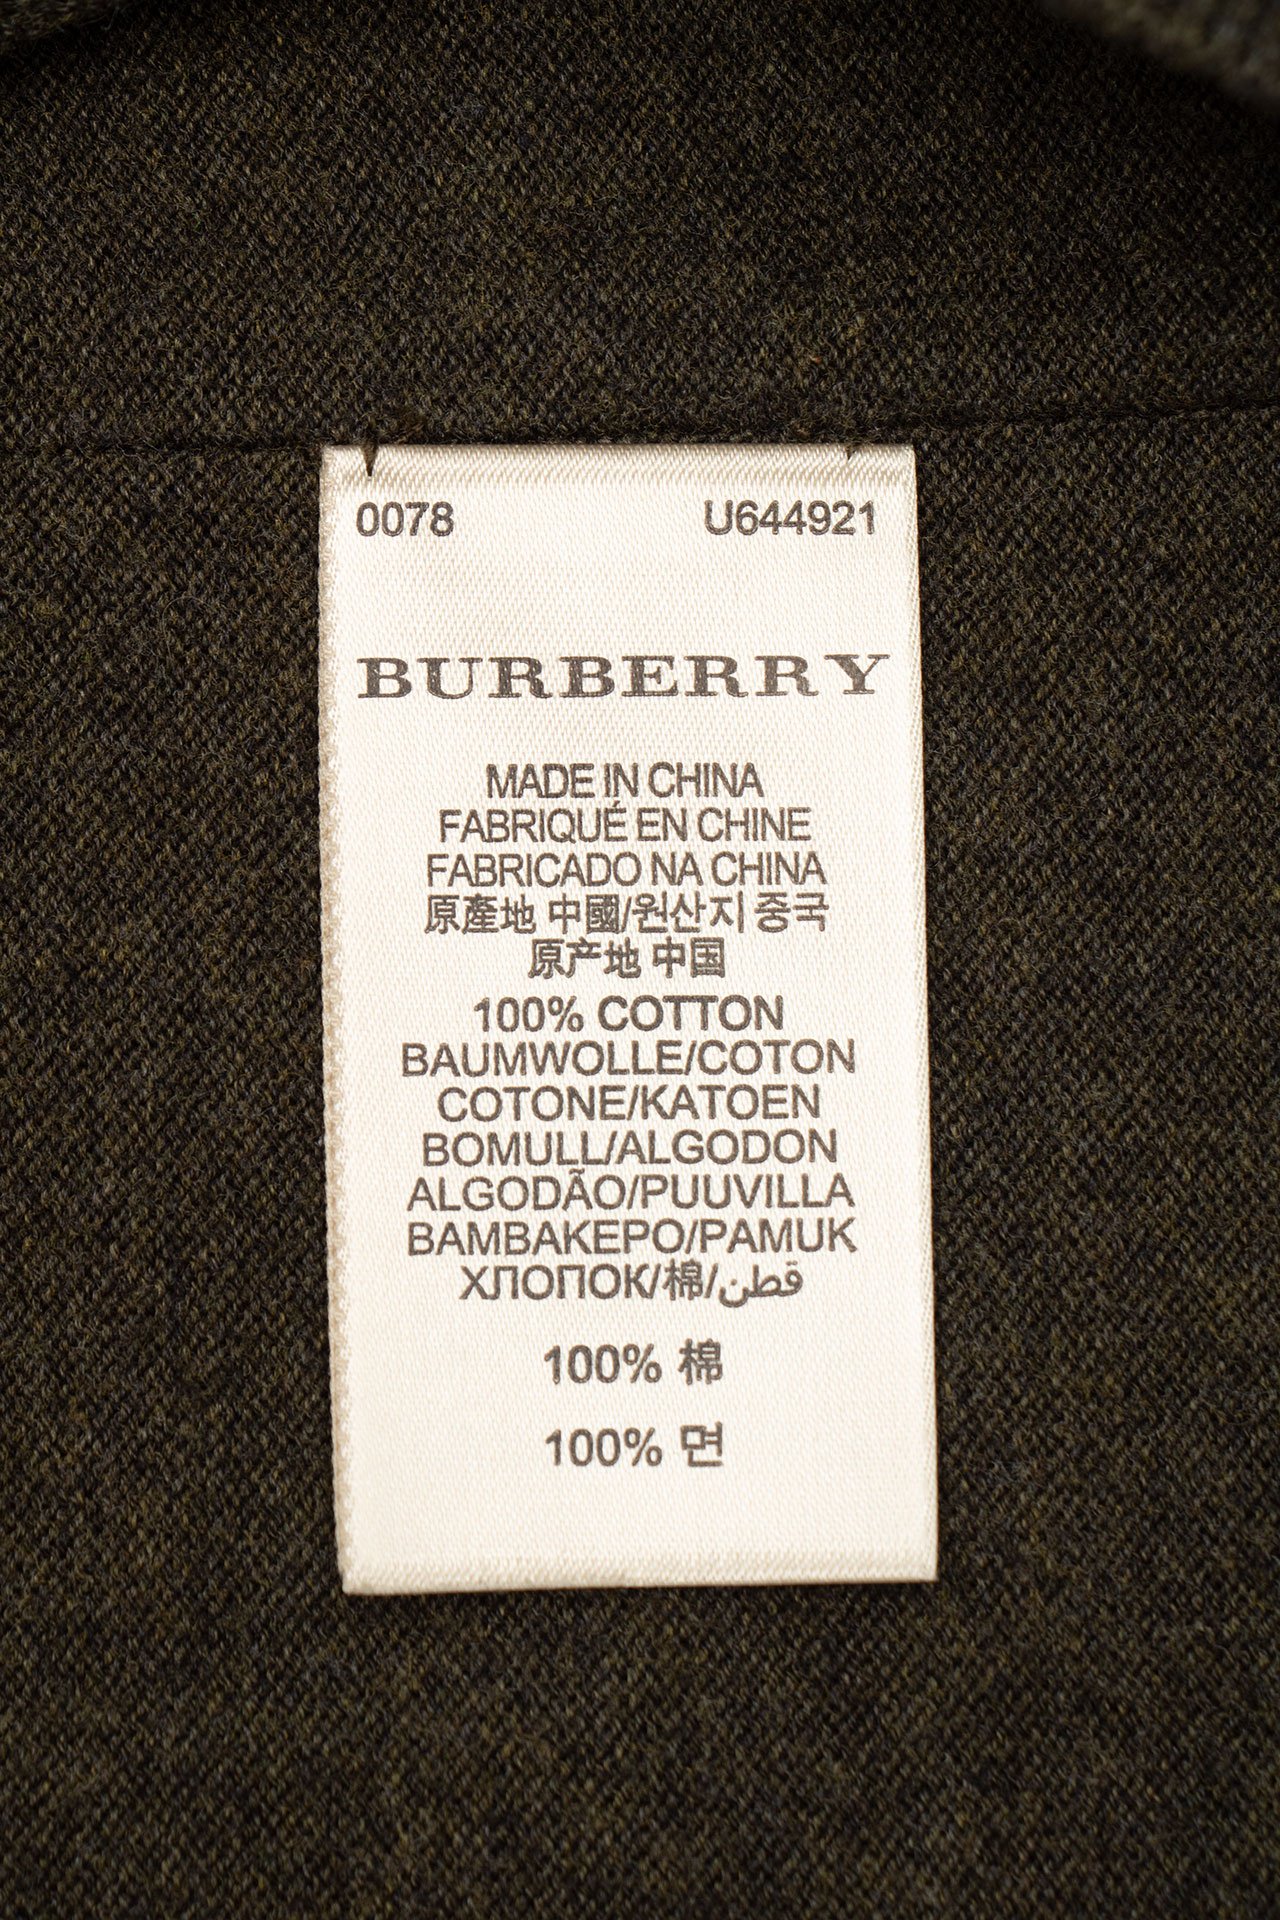 0078 U644921
BURBERRY
MADE IN CHINA
FABRIQUÉ EN CHINE
FABRICADO NA CHINA
原產地 中國/원산지 중국
原产地 中国
100% COTTON
BAUMWOLLE/COTON
COTONE/KATOEN
BOMULL/ALGODON
ALGODÃO/PUUVILLA
BAMBAKEPO/PAMUK
ХЛОПОК/棉/قطن
100% 棉
100% 면